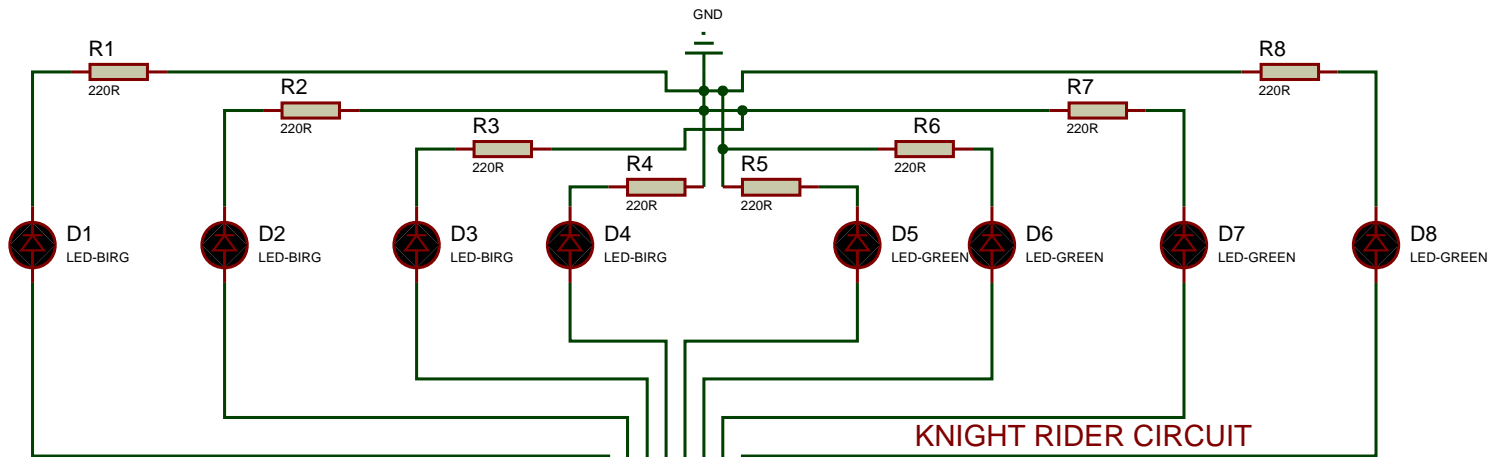 GND
R1
220R
R8
220R
R2
220R
R7
220R
R3
220R
R6
220R
R4
220R
R5
220R
D1
LED-BIRG
D2
LED-BIRG
D3
LED-BIRG
D4
LED-BIRG
D5
LED-GREEN
D6
LED-GREEN
D7
LED-GREEN
D8
LED-GREEN
KNIGHT RIDER CIRCUIT